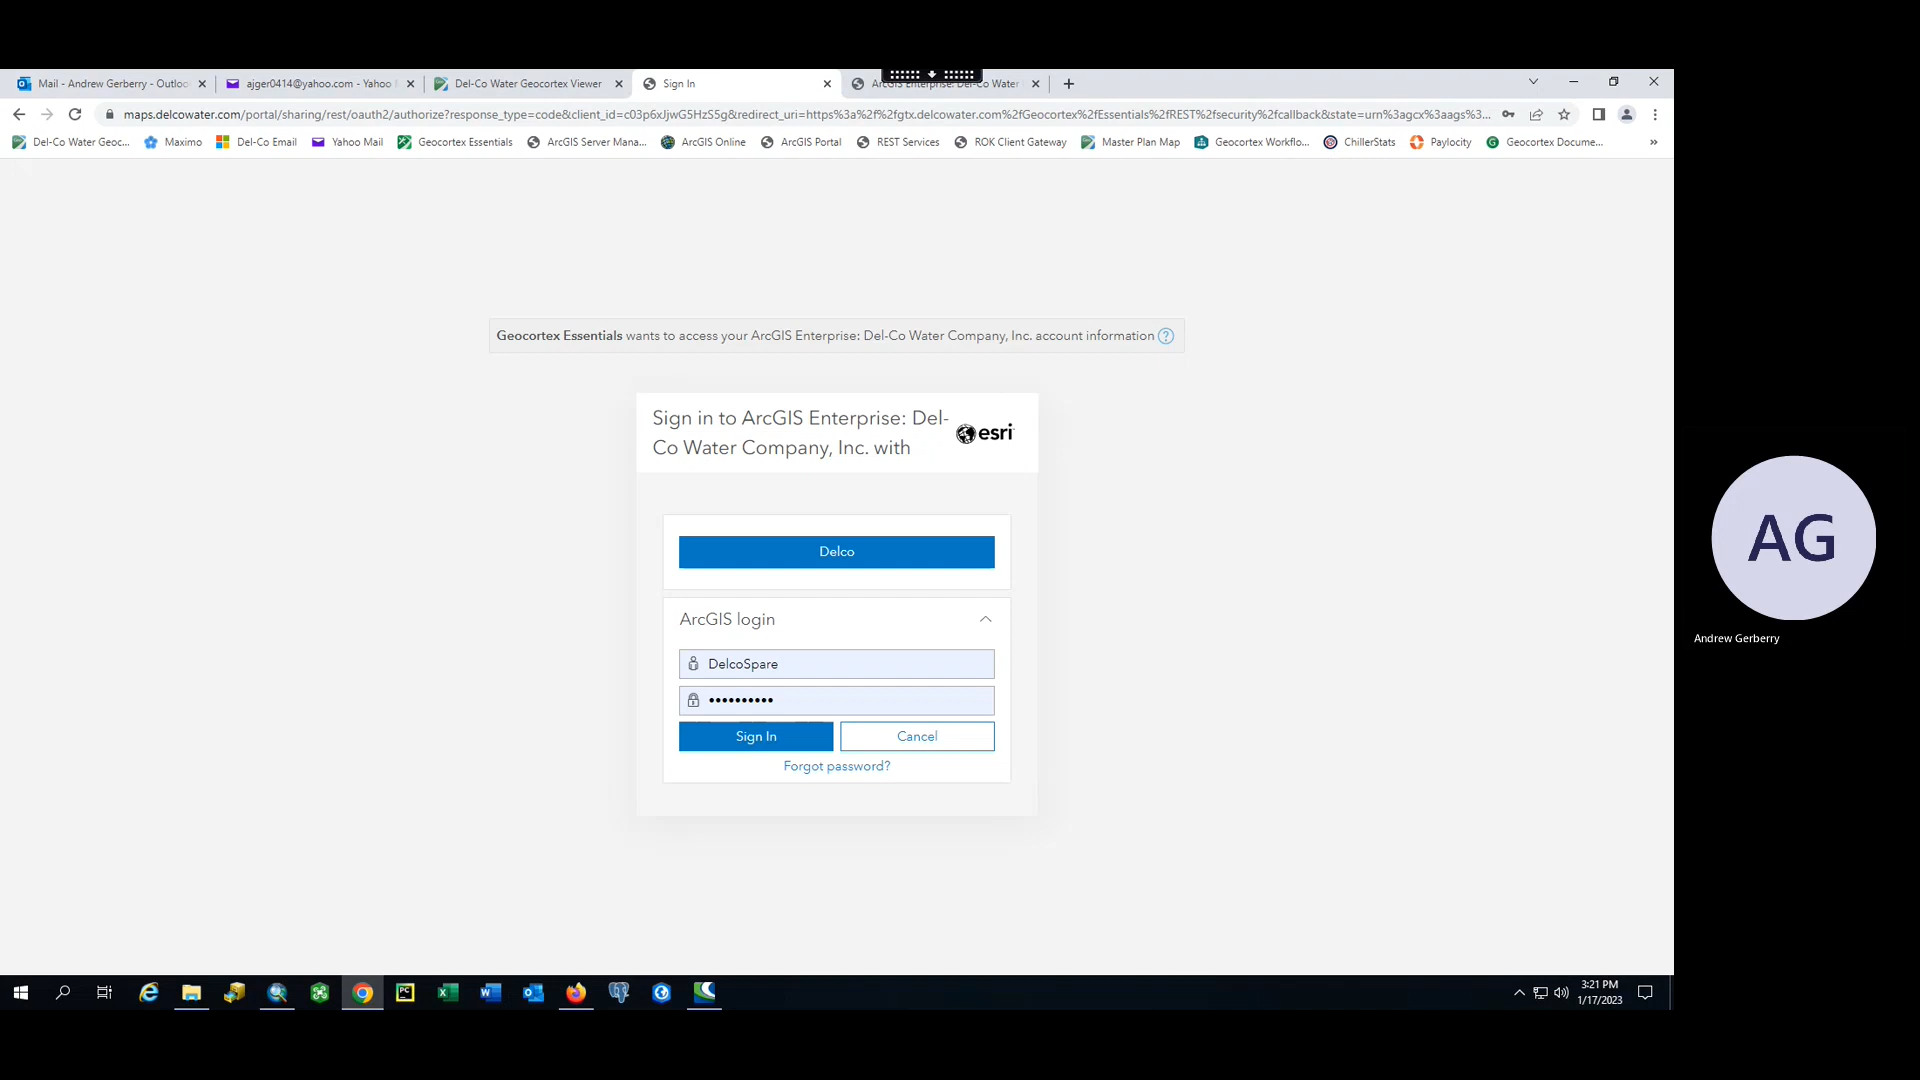 Mail - Andrew Gerberry - Outloo
ajger0414@yahoo.com - Yahoo
Del-Co Water Geocortex Viewer
Sign In
ArcGIS Enterprise: Del-Co Water
maps.delcowater.com/portal/sharing/rest/oauth2/authorize?response_type=code&client_id=c03p6xJjwG5HzS5g&redirect_uri=https%3a%2f%2fgtx.delcowater.com%2fGeocortex%2fEssentials%2fREST%2fsecurity%2fcallback&state=urn%3agcx%3aags%3...
Del-Co Water Geoc...
Maximo
Del-Co Email
Yahoo Mail
Geocortex Essentials
ArcGIS Server Mana...
ArcGIS Online
ArcGIS Portal
REST Services
ROK Client Gateway
Master Plan Map
Geocortex Workflo...
ChillerStats
Paylocity
Geocortex Docume...
»
Geocortex Essentials wants to access your ArcGIS Enterprise: Del-Co Water Company, Inc. account information ?
Sign in to ArcGIS Enterprise: Del-
Co Water Company, Inc. with
esri
Delco
ArcGIS login
DelcoSpare
••••••••••
Sign In
Cancel
Forgot password?
AG
Andrew Gerberry
3:21 PM
1/17/2023